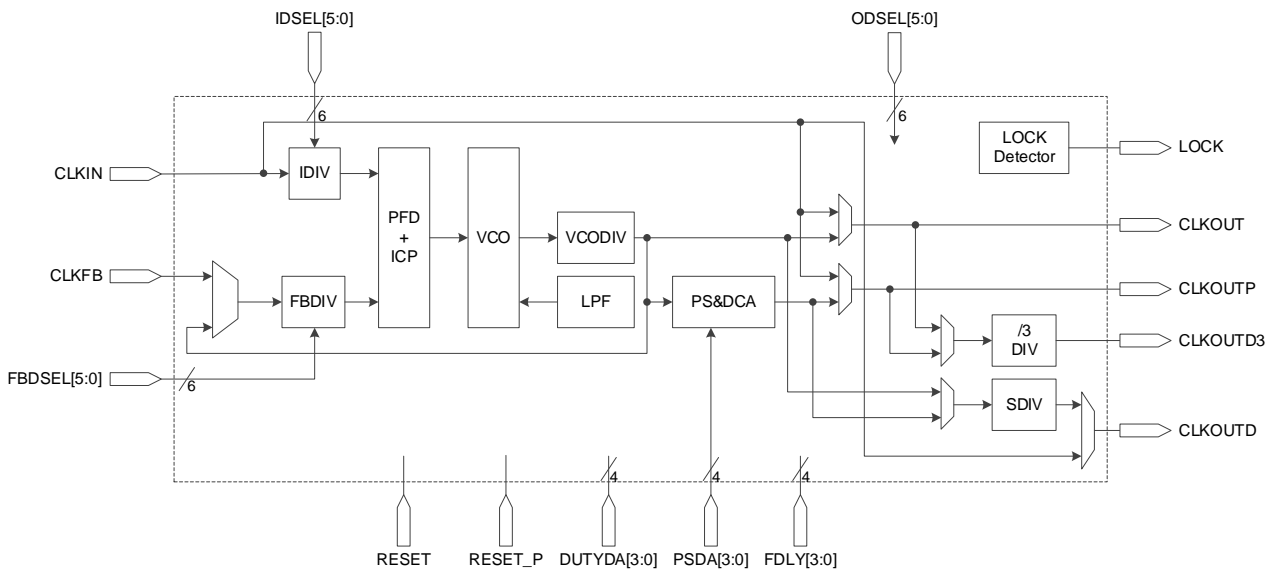 IDSEL[5:0]
ODSEL[5:0]
6
6
LOCK
Detector
LOCK
CLKIN
IDIV
PFD
+
ICP
VCO
VCODIV
CLKOUT
CLKFB
FBDIV
LPF
PS&DCA
CLKOUTP
/3
DIV
CLKOUTD3
FBDSEL[5:0]
6
SDIV
CLKOUTD
4
4
4
RESET
RESET_P
DUTYDA[3:0]
PSDA[3:0]
FDLY[3:0]